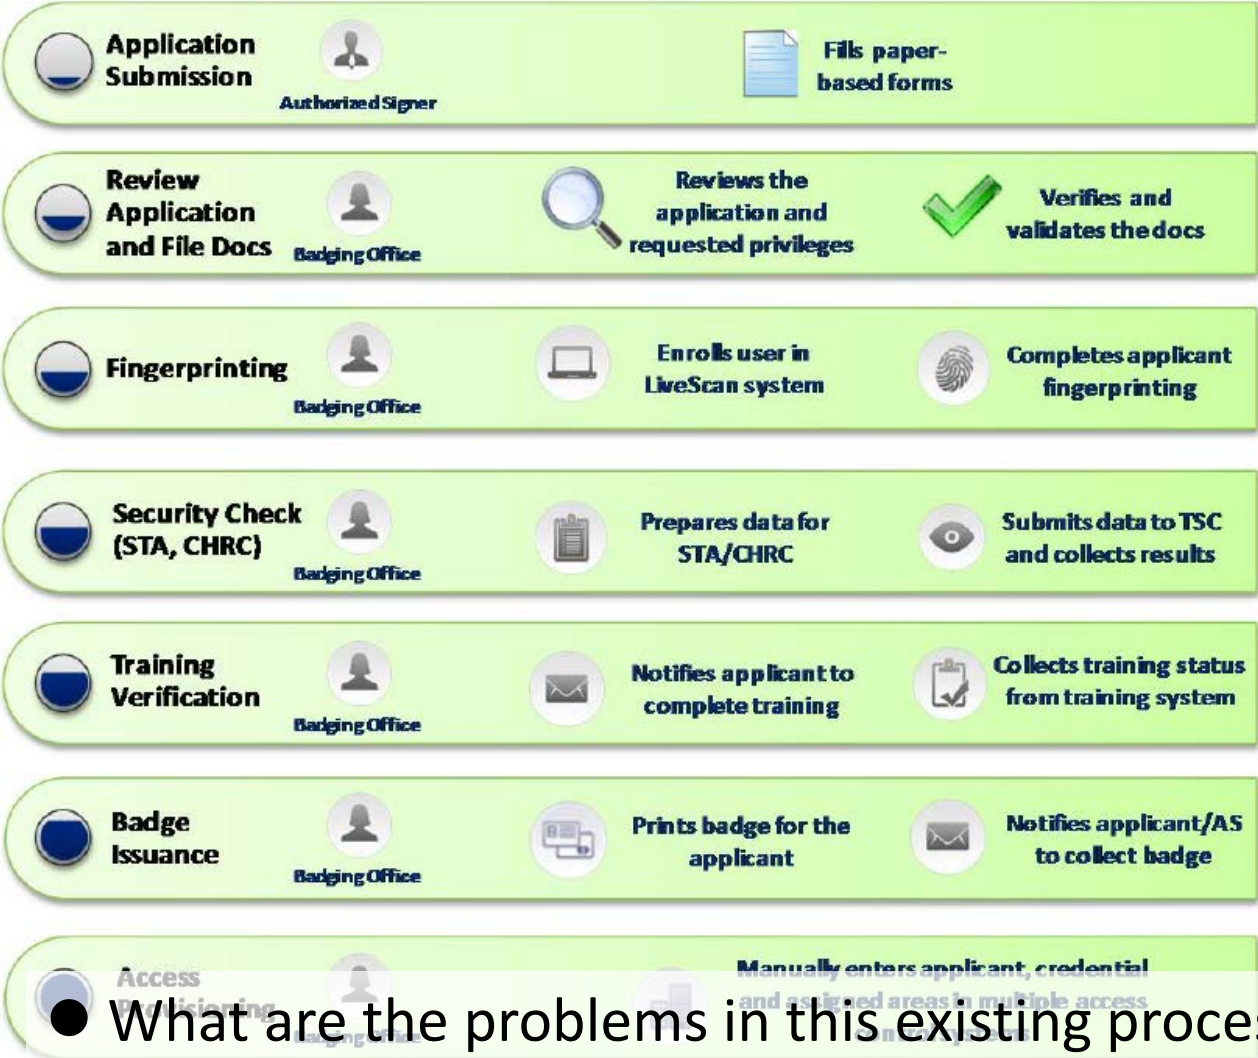 Application
Submission
Authorized Signer
Fills paper-
based forms
Review
Application
and File Docs
Badging Office
Reviews the
application and
requested privileges
Verifies and
validates the docs
Fingerprinting
Badging Office
Enrolls user in
LiveScan system
Completes applicant
fingerprinting
Security Check
(STA, CHRC)
Badging Office
Prepares data for
STA/CHRC
Submits data to TSC
and collects results
Training
Verification
Badging Office
Notifies applicant to
complete training
Collects training status
from training system
Badge
Issuance
Badging Office
Prints badge for the
applicant
Notifies applicant/AS
to collect badge
Access
Provisioning
Badging Office
Manually enters applicant, credential
and assigned areas in multiple access
control systems
● What are the problems in this existing proce